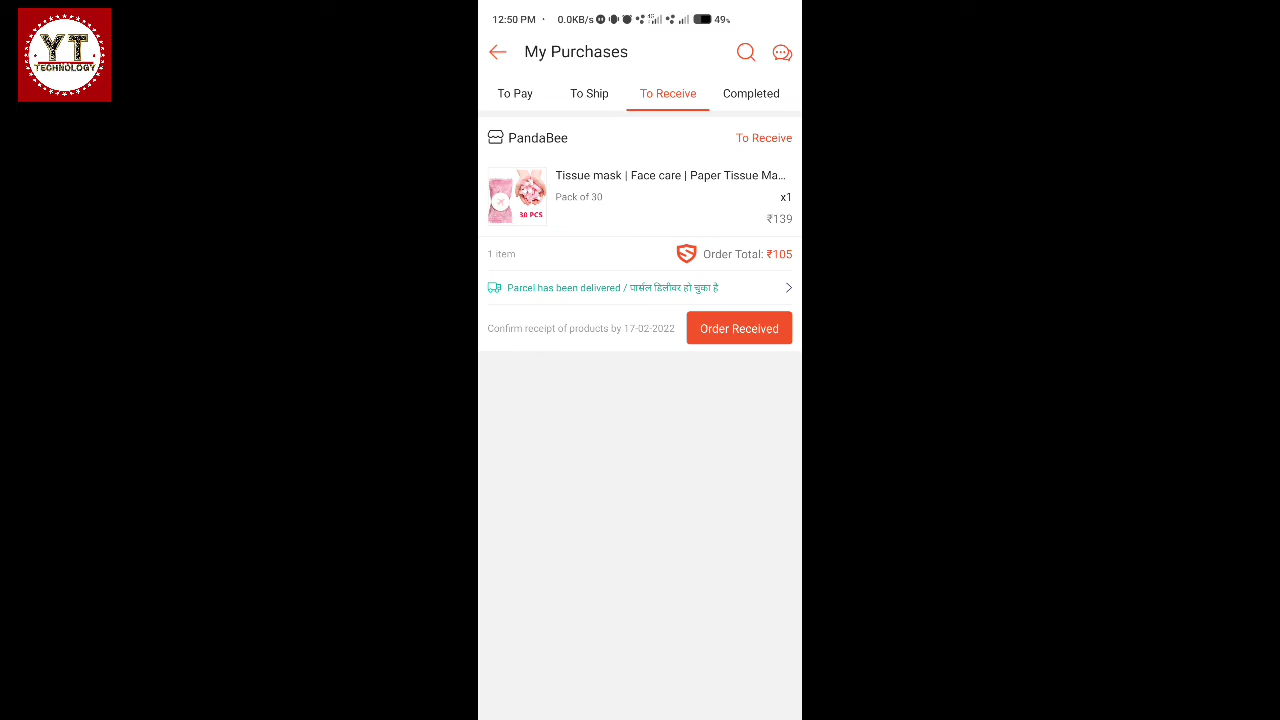 YT
TECHNOLOGY
12:50 PM · 0.0KB/s 4G 49%
My Purchases
To Pay To Ship To Receive Completed
PandaBee To Receive
Tissue mask | Face care | Paper Tissue Ma...
Pack of 30 x1
30 PCS
₹139
1 item Order Total: ₹105
Parcel has been delivered / पार्सल डिलीवर हो चुका है
Confirm receipt of products by 17-02-2022 Order Received